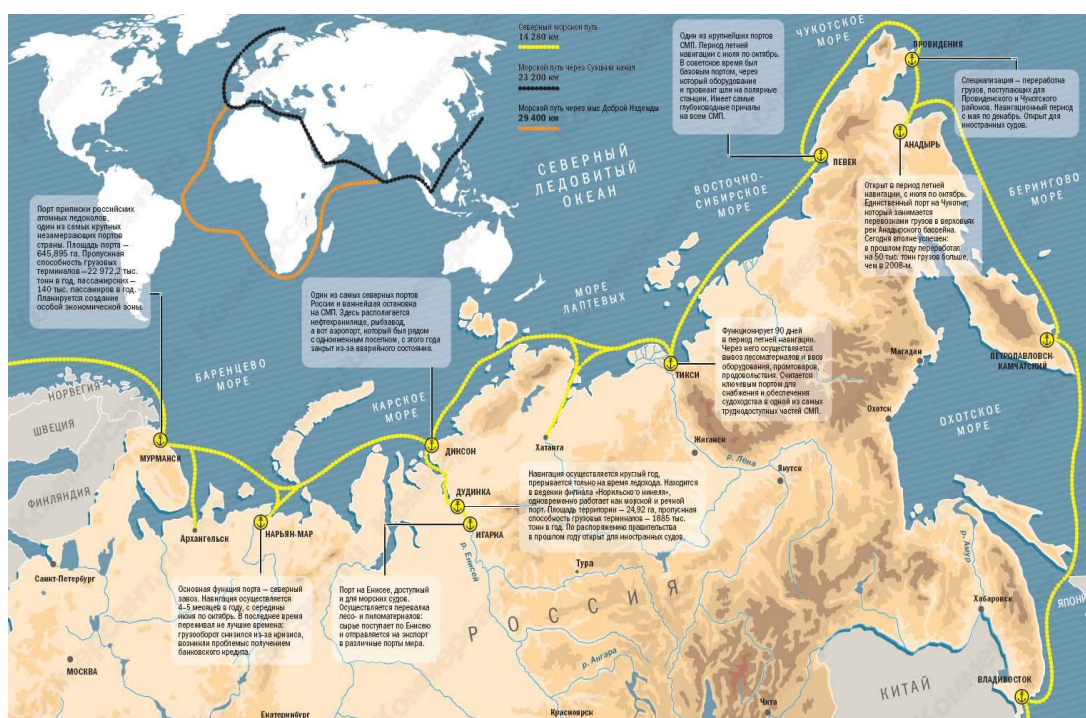 Северный морской путь
14 280 км
Морской путь через Суэцкий канал
23 200 км
Морской путь через мыс Доброй Надежды
29 400 км
Один из крупнейших портов
СМП. Период летней
навигации с июля по октябрь.
В советское время был
базовым портом, через
который оборудование
и провиант шли на полярные
станции. Имеет самые
глубоководные причалы
на всем СМП.
ЧУКОТСКОЕ
МОРЕ
ПРОВИДЕНИЯ
Специализация — переработка
грузов, поступающих для
Провиденского и Чукотского
районов. Навигационный период
с мая по декабрь. Открыт для
иностранных судов.
СЕВЕРНЫЙ
ЛЕДОВИТЫЙ
ОКЕАН
ПЕВЕК
АНАДЫРЬ
ВОСТОЧНО-
СИБИРСКОЕ
МОРЕ
БЕРИНГОВО
МОРЕ
Открыт в период летней
навигации, с июля по октябрь.
Единственный порт на Чукотке,
который занимается
перевозками грузов в верховьях
рек Анадырского бассейна.
Сегодня вполне успешен:
в прошлом году переработал
на 50 тыс. тонн грузов больше,
чем в 2008-м.
Порт приписки российских
атомных ледоколов,
один из самых крупных
незамерзающих портов
страны. Площадь порта —
645,895 га. Пропускная
способность грузовых
терминалов —22 972,2 тыс.
тонн в год, пассажирских—
140 тыс. пассажиров в год.
Планируется создание
особой экономической зоны.
Один из самых северных портов
России и важнейшая остановка
на СМП. Здесь располагается
нефтехранилище, рыбзавод,
а вот аэропорт, который был рядом
с одноименным поселком, с этого года
закрыт из-за аварийного состояния.
МОРЕ
ЛАПТЕВЫХ
Функционирует 90 дней
в период летней навигации.
Через него осуществляется
вывоз лесоматериалов и ввоз
оборудования, промтоваров,
продовольствия. Считается
ключевым портом для
снабжения и обеспечения
судоходства в одной из самых
труднодоступных частей СМП.
ТИКСИ
Магадан
ПЕТРОПАВЛОВСК-
КАМЧАТСКИЙ
БАРЕНЦЕВО
МОРЕ
НОРВЕГИЯ
ШВЕЦИЯ
ФИНЛЯНДИЯ
КАРСКОЕ
МОРЕ
Охотск
ОХОТСКОЕ
МОРЕ
МУРМАНСК
ДИКСОН
Хатанга
Жиганск
р. Лена
Якутск
ДУДИНКА
ИГАРКА
Навигация осуществляется круглый год,
прерывается только на время ледохода. Находится
в ведении филиала «Норильского никеля»,
одновременно работает как морской и речной
порт. Площадь территории — 24,92 га, пропускная
способность грузовых терминалов — 1885 тыс.
тонн в год. По распоряжению правительства
в прошлом году открыт для иностранных судов.
Архангельск
НАРЬЯН-МАР
р. Енисей
Тура
р. Амур
Санкт-Петербург
Основная функция порта — северный
завоз. Навигация осуществляется
4–5 месяцев в году, с середины
июня по октябрь. В последнее время
переживал не лучшие времена:
грузооборот снизился из-за кризиса,
возникли проблемы с получением
банковского кредита.
Порт на Енисее, доступный
и для морских судов.
Осуществляется перевалка
лесо- и пиломатериалов:
сырье поступает по Енисею
и отправляется на экспорт
в различные порты мира.
РОССИЯ
Хабаровск
р. Ангара
МОСКВА
КИТАЙ
ВЛАДИВОСТОК
Екатеринбург
Красноярск
Чита